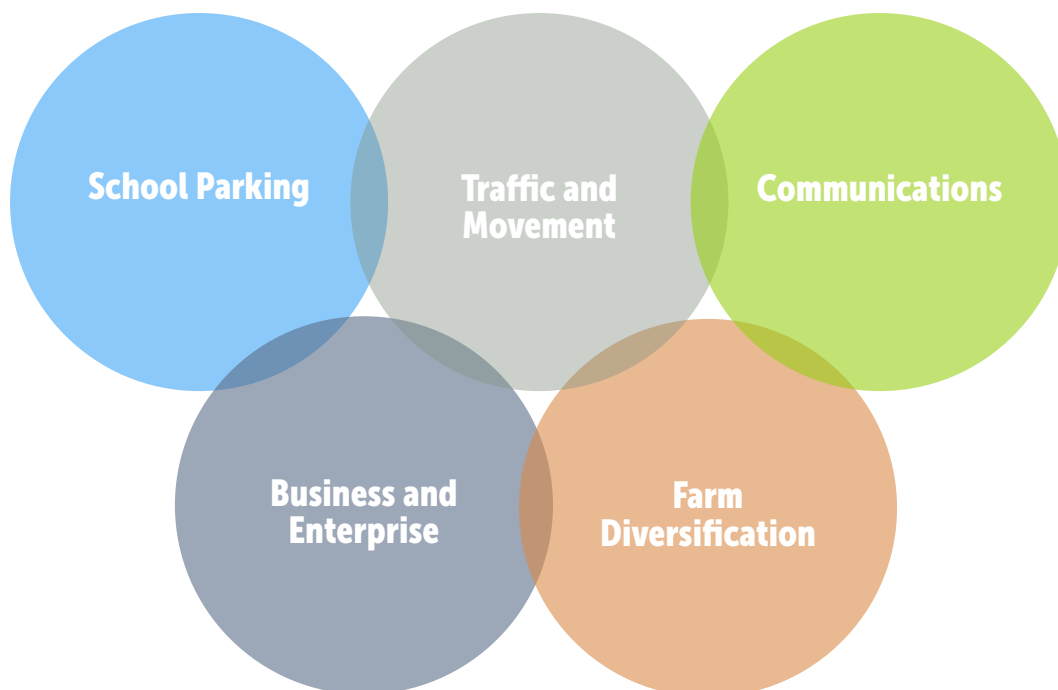 School Parking
Traffic and
Movement
Communications
Business and
Enterprise
Farm
Diversification